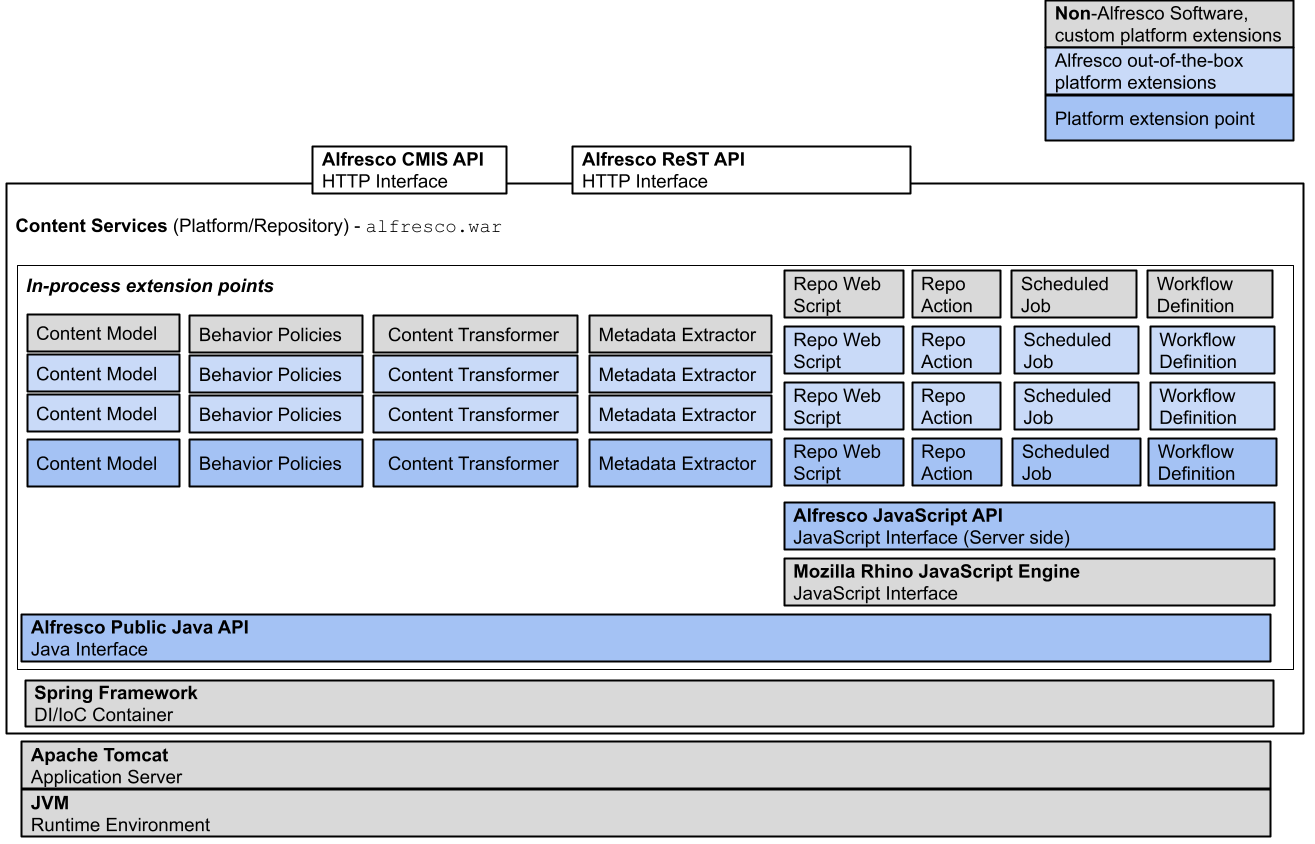 Non-Alfresco Software,
custom platform extensions
Alfresco out-of-the-box
platform extensions
Platform extension point
Alfresco CMIS API
HTTP Interface
Alfresco ReST API
HTTP Interface
Content Services (Platform/Repository) - alfresco.war
In-process extension points
Content Model
Behavior Policies
Content Transformer
Metadata Extractor
Repo Web
Script
Repo
Action
Scheduled
Job
Workflow
Definition
Content Model
Behavior Policies
Content Transformer
Metadata Extractor
Repo Web
Script
Repo
Action
Scheduled
Job
Workflow
Definition
Content Model
Behavior Policies
Content Transformer
Metadata Extractor
Repo Web
Script
Repo
Action
Scheduled
Job
Workflow
Definition
Content Model
Behavior Policies
Content Transformer
Metadata Extractor
Repo Web
Script
Repo
Action
Scheduled
Job
Workflow
Definition
Alfresco JavaScript API
JavaScript Interface (Server side)
Mozilla Rhino JavaScript Engine
JavaScript Interface
Alfresco Public Java API
Java Interface
Spring Framework
DI/IoC Container
Apache Tomcat
Application Server
JVM
Runtime Environment